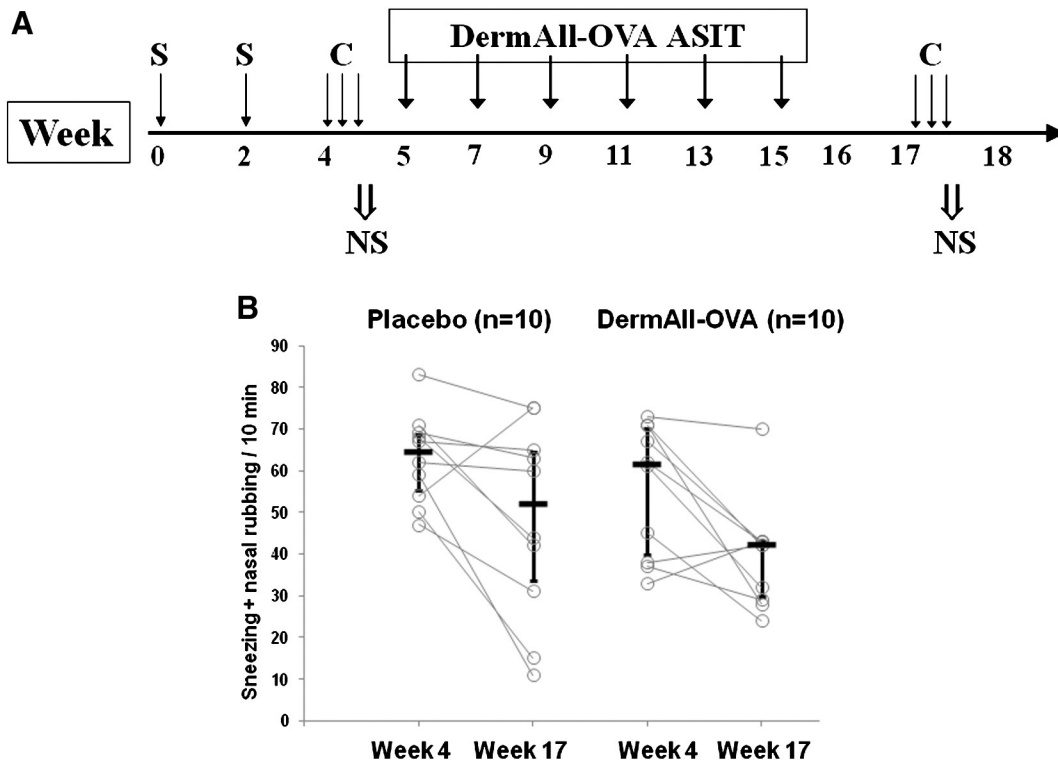 A
DermAll-OVA ASIT
S S C C
Week
0 2 4 5 7 9 11 13 15 16 17 18
NS NS
B
Placebo (n=10) DermAll-OVA (n=10)
Sneezing + nasal rubbing / 10 min
90
80
70
60
50
40
30
20
10
0
Week 4 Week 17 Week 4 Week 17